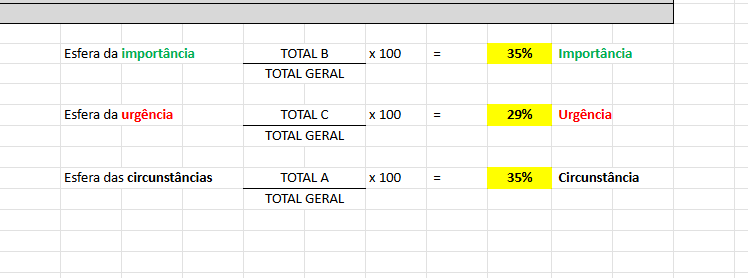 Esfera da importância TOTAL B x 100 = 35% Importância
TOTAL GERAL
Esfera da urgência TOTAL C x 100 = 29% Urgência
TOTAL GERAL
Esfera das circunstâncias TOTAL A x 100 = 35% Circunstância
TOTAL GERAL